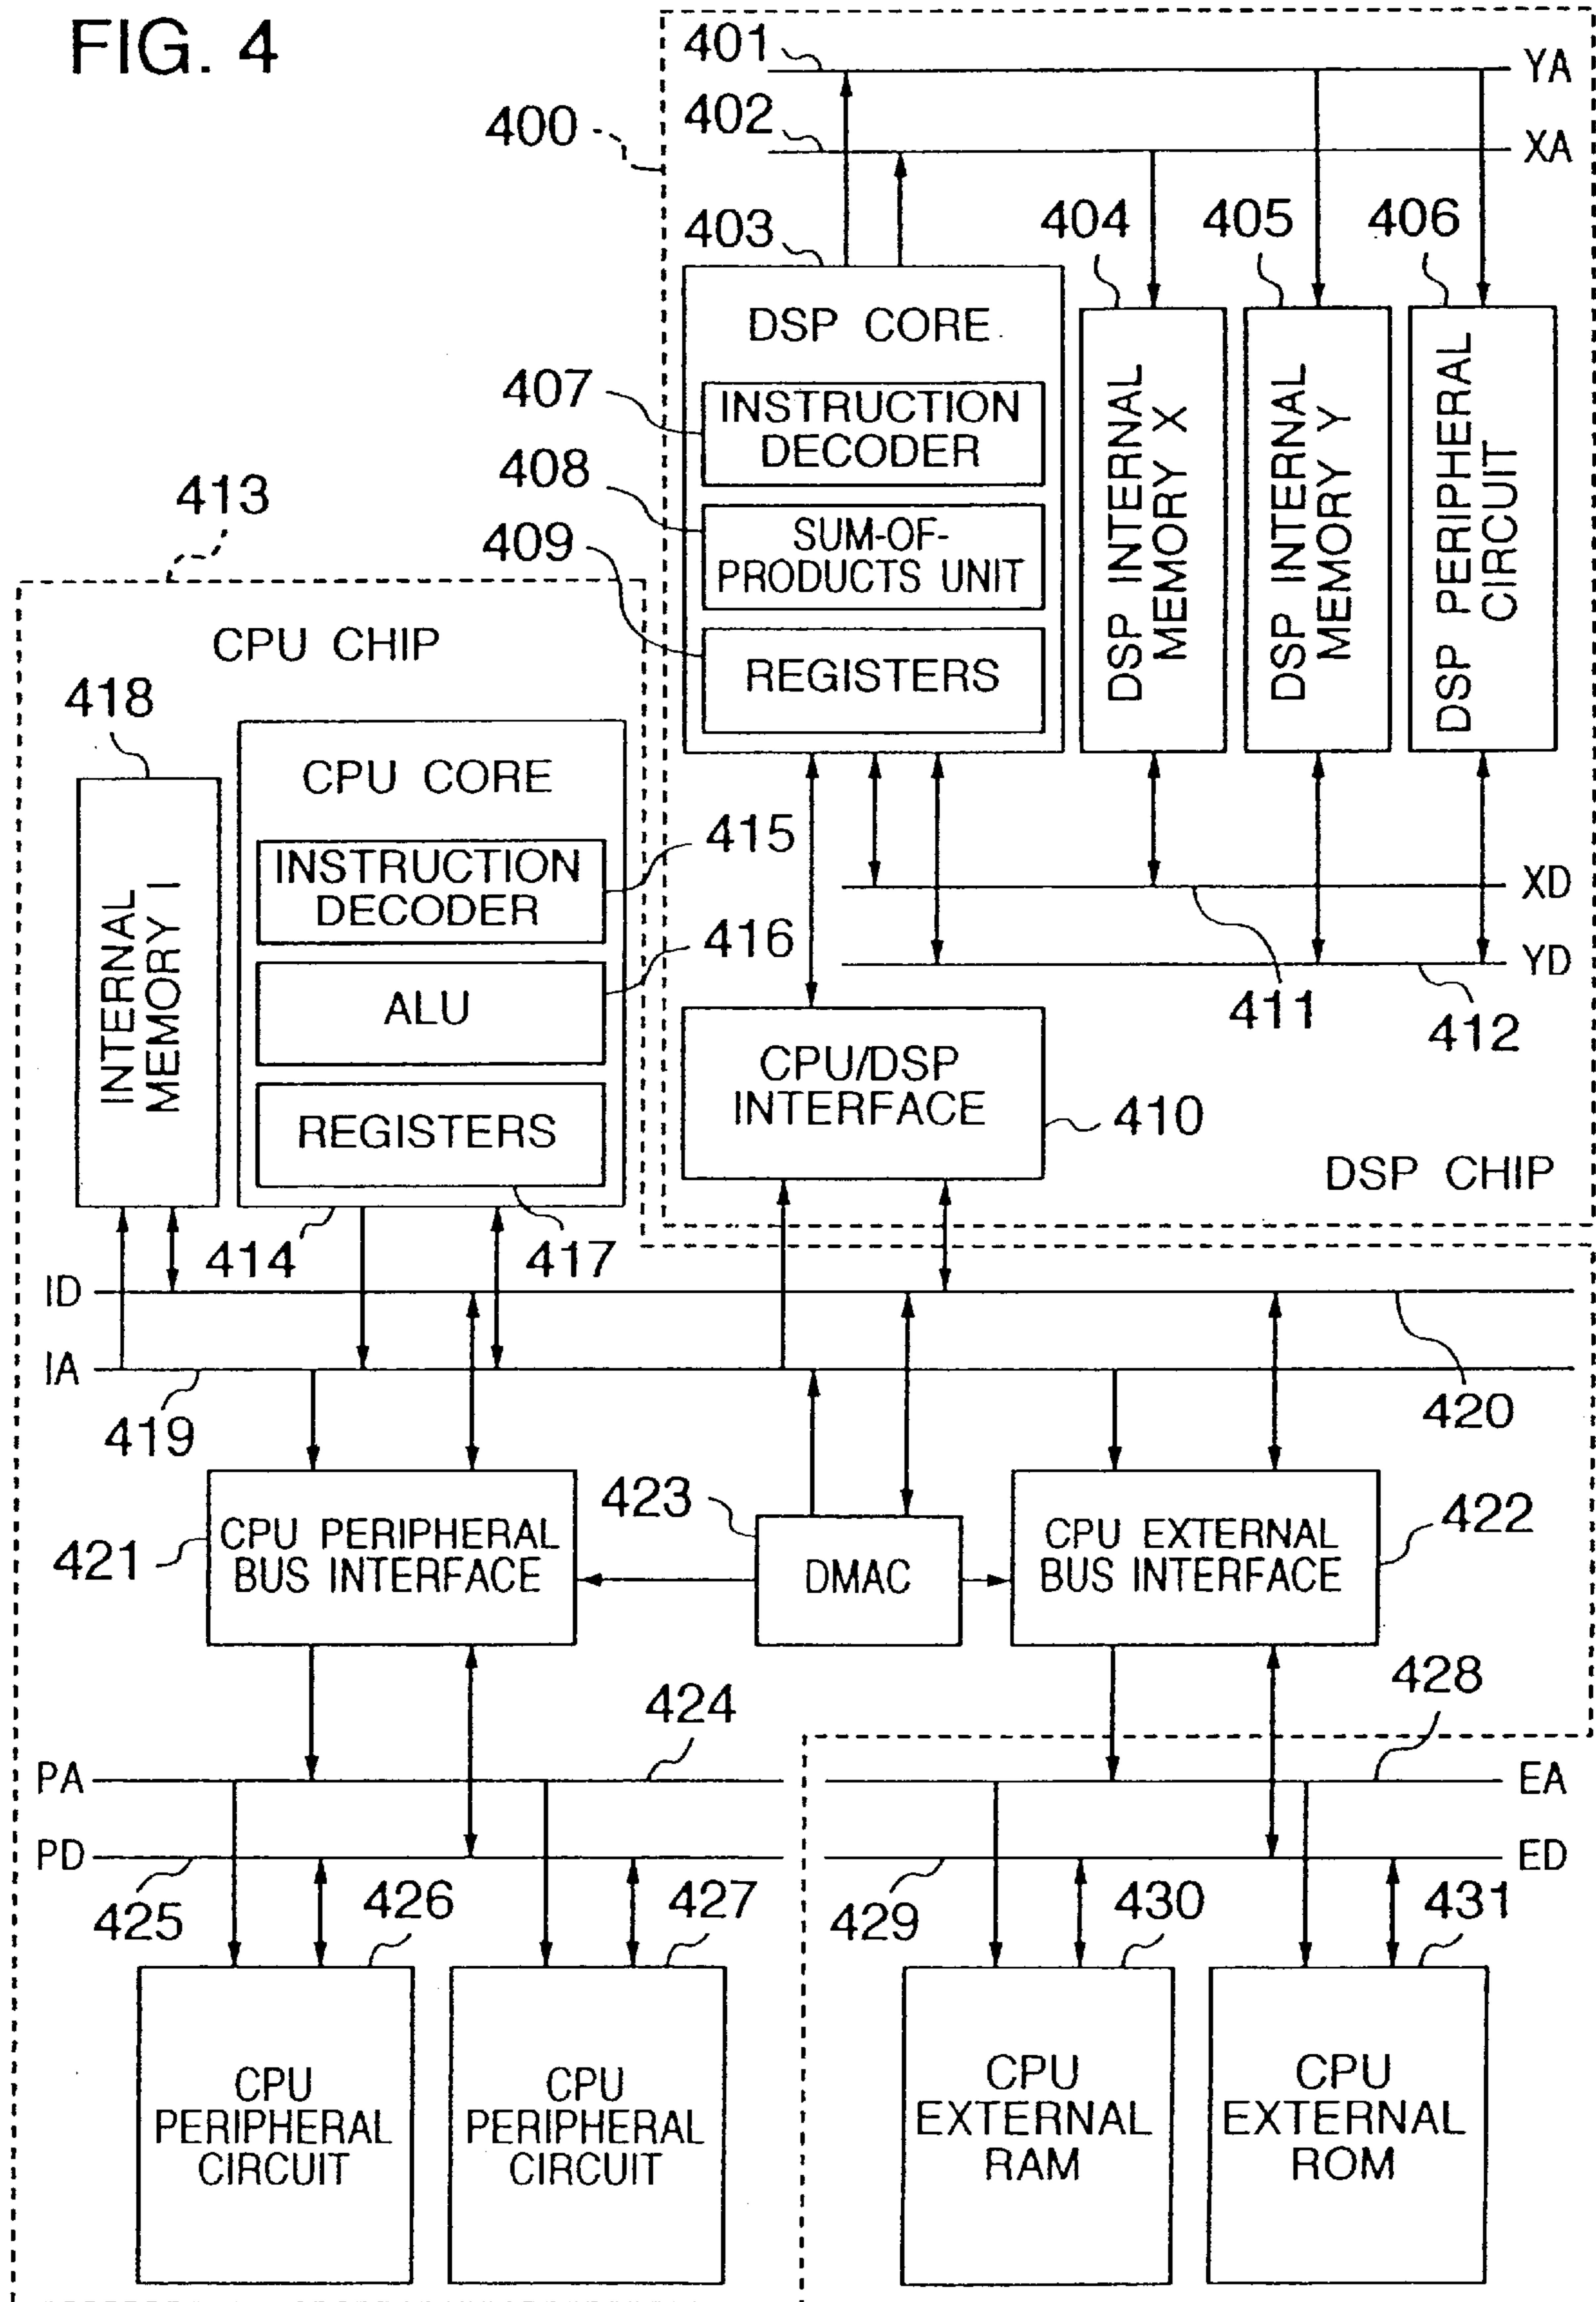 FIG. 4
401
YA
402
XA
400
403
404
405
406
DSP CORE
407
INSTRUCTION
DECODER
408
SUM-OF-
PRODUCTS UNIT
409
REGISTERS
DSP INTERNAL
MEMORY X
DSP INTERNAL
MEMORY Y
DSP PERIPHERAL
CIRCUIT
413
CPU CHIP
418
CPU CORE
INTERNAL
MEMORY I
INSTRUCTION
DECODER
415
ALU
416
REGISTERS
XD
YD
411
412
CPU/DSP
INTERFACE
410
DSP CHIP
414
417
ID
IA
419
420
CPU PERIPHERAL
BUS INTERFACE
421
423
DMAC
CPU EXTERNAL
BUS INTERFACE
422
424
428
PA
EA
PD
ED
425
426
427
429
430
431
CPU
PERIPHERAL
CIRCUIT
CPU
PERIPHERAL
CIRCUIT
CPU
EXTERNAL
RAM
CPU
EXTERNAL
ROM